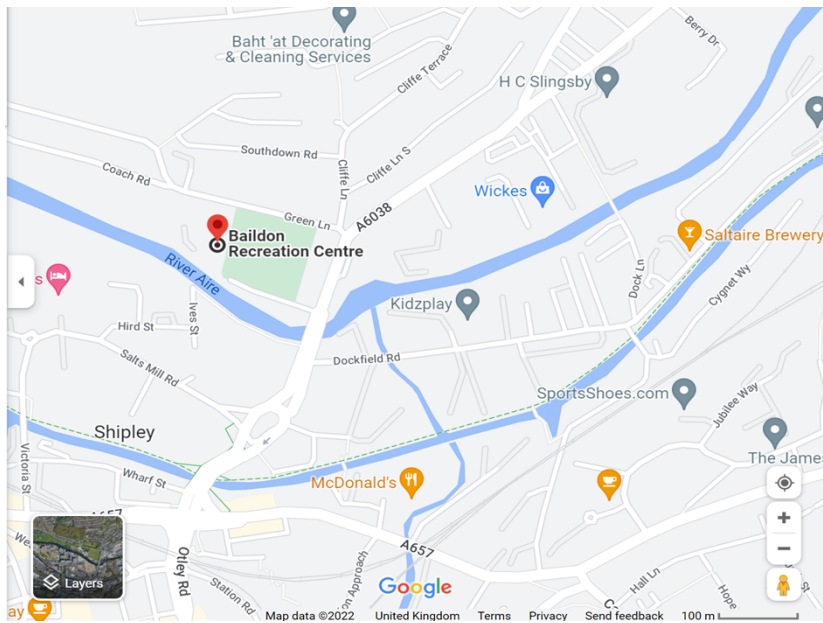 Baht 'at Decorating
& Cleaning Services
Berry Dr
Cliffe Terrace
H C Slingsby
Southdown Rd
Cliffe Ln S
Cliffe Ln
Coach Rd
Wickes
Green Ln
A6038
Baildon
Recreation Centre
Saltaire Brewery
River Aire
Dock Ln
Cygnet Wy
s
Kidzplay
Ives St
Hird St
Dockfield Rd
Salts Mill Rd
SportsShoes.com
Jubilee Way
Shipley
Victoria St
The James
Wharf St
McDonald's
A657
A657
Otley Rd
Station Rd
on Approach
Hall Ln
Hope
We
Layers
ay
Google
Map data ©2022 United Kingdom Terms Privacy Send feedback 100 m